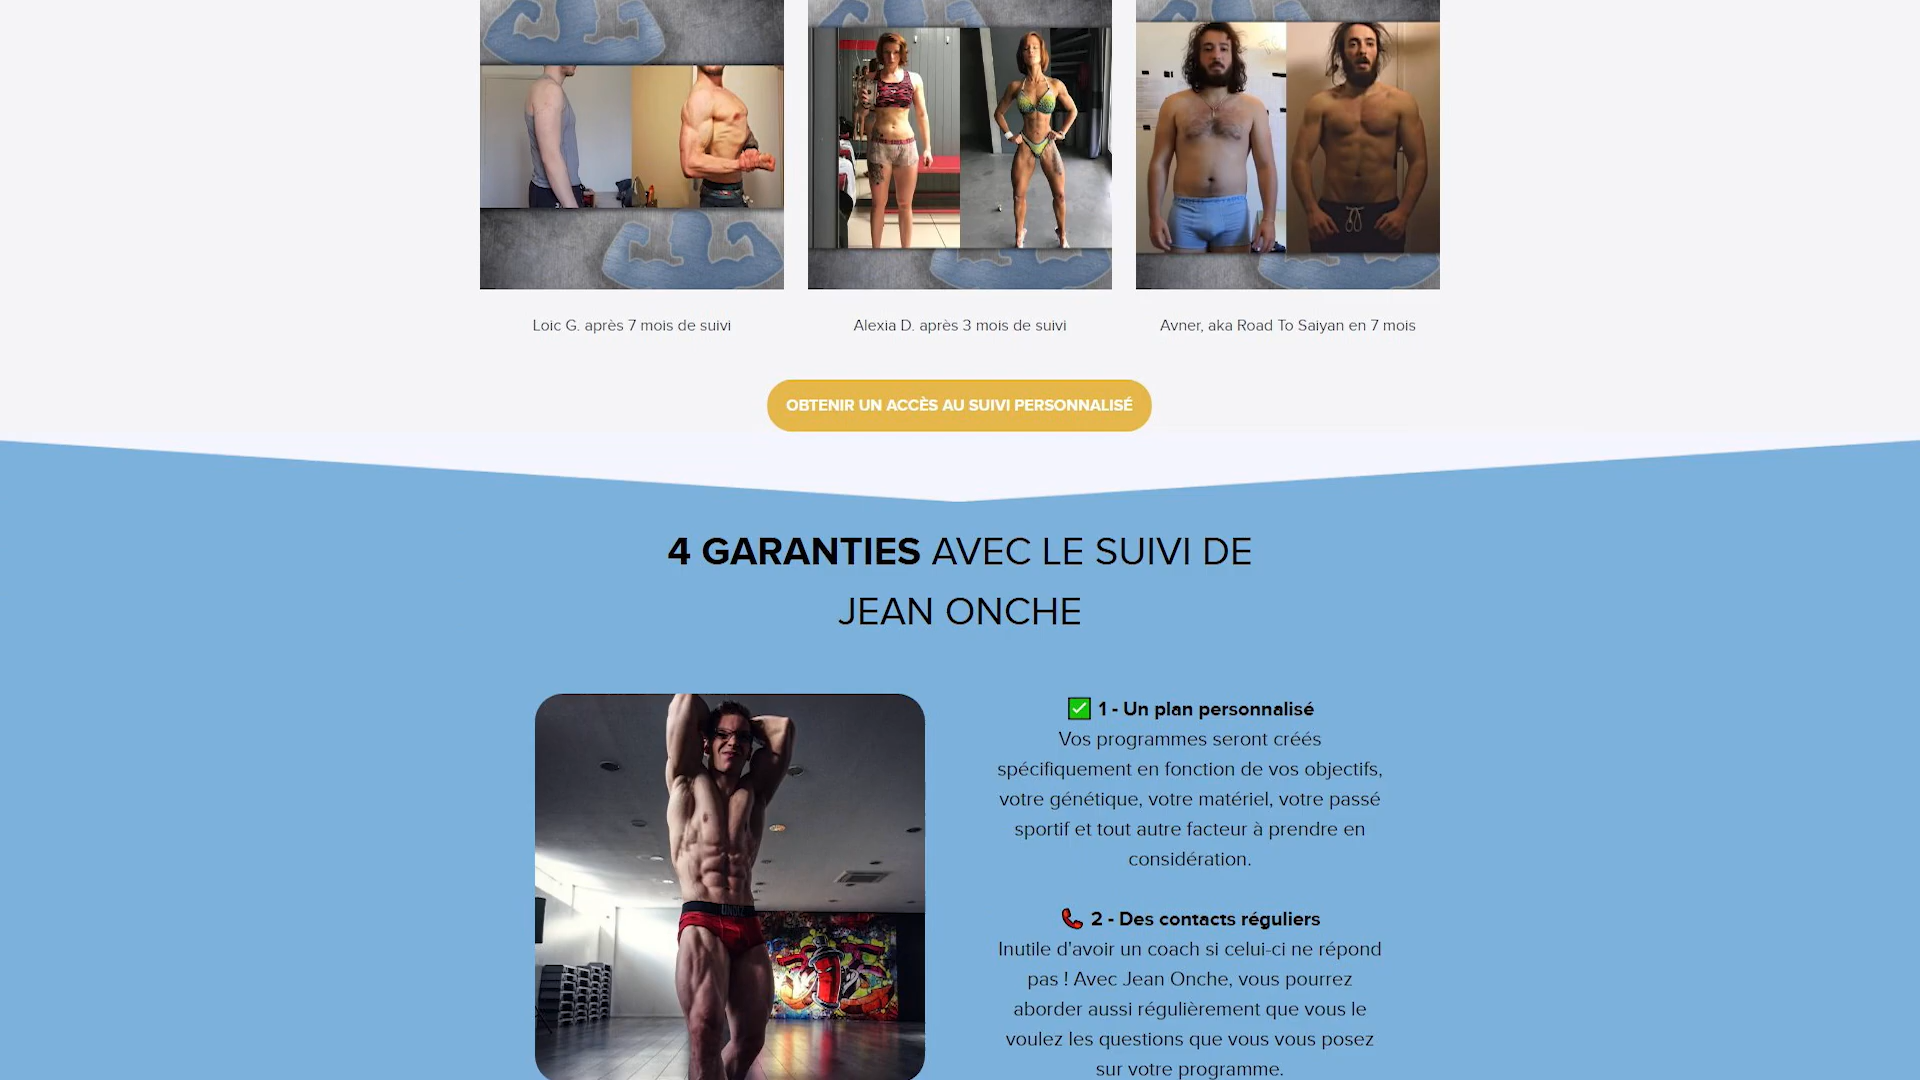 Loic G. après 7 mois de suivi
Alexia D. après 3 mois de suivi
Avner, aka Road To Saiyan en 7 mois
OBTENIR UN ACCÈS AU SUIVI PERSONNALISÉ
4 GARANTIES AVEC LE SUIVI DE
JEAN ONCHE
✅ 1 - Un plan personnalisé
Vos programmes seront créés
spécifiquement en fonction de vos objectifs,
votre génétique, votre matériel, votre passé
sportif et tout autre facteur à prendre en
considération.
📞 2 - Des contacts réguliers
Inutile d'avoir un coach si celui-ci ne répond
pas ! Avec Jean Onche, vous pourrez
aborder aussi régulièrement que vous le
voulez les questions que vous vous posez
sur votre programme.